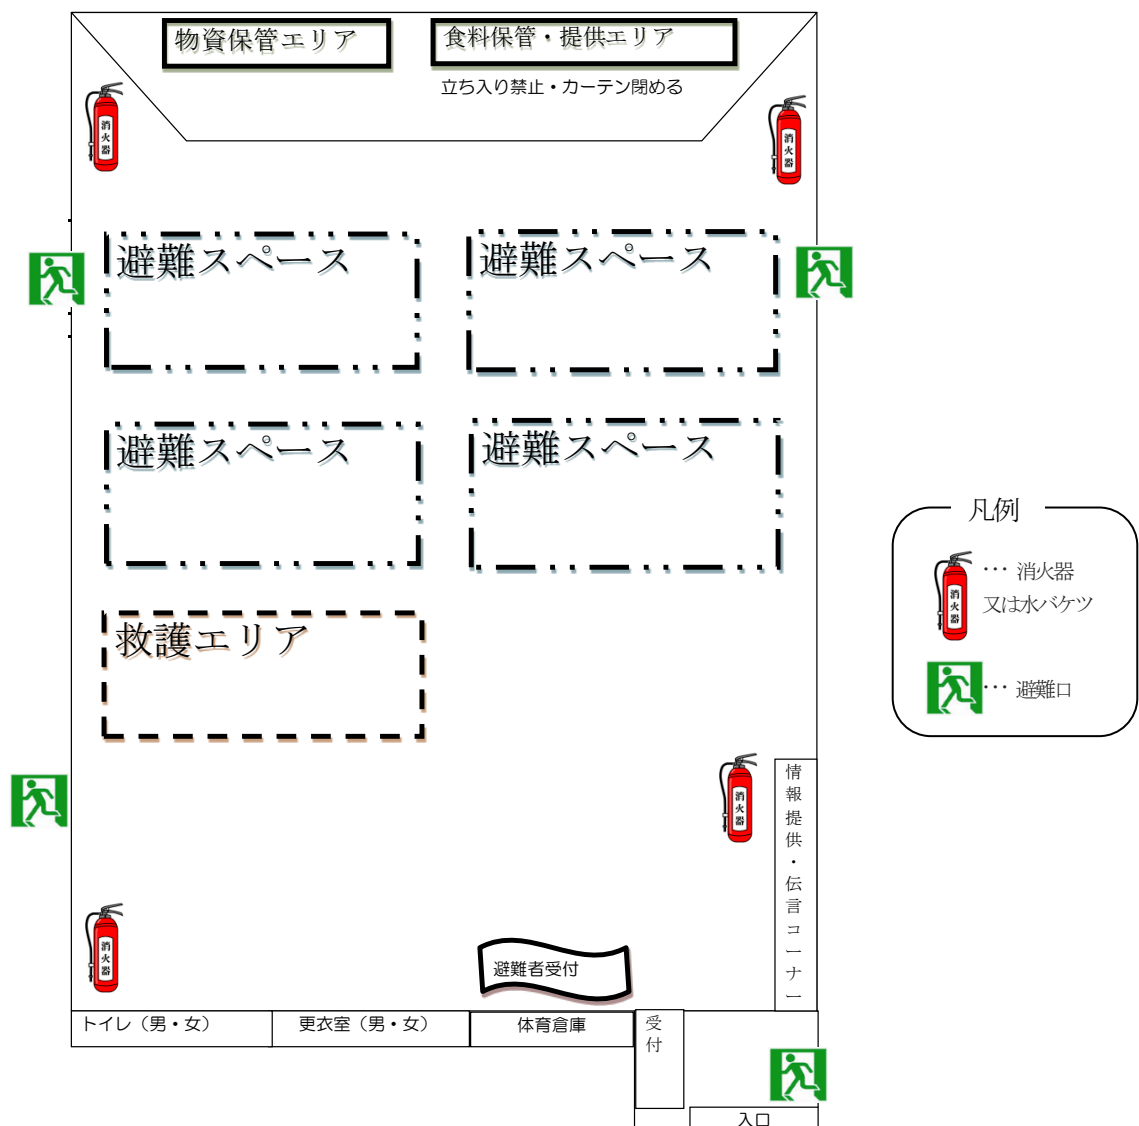 物資保管エリア
食料保管・提供エリア
立ち入り禁止・カーテン閉める
消火器
消火器
避難スペース
避難スペース
避難スペース
避難スペース
凡例
消火器
… 消火器
又は水バケツ
… 避難口
救護エリア
消火器
情報提供・伝言コーナー
消火器
避難者受付
トイレ（男・女）
更衣室（男・女）
体育倉庫
受付
入口